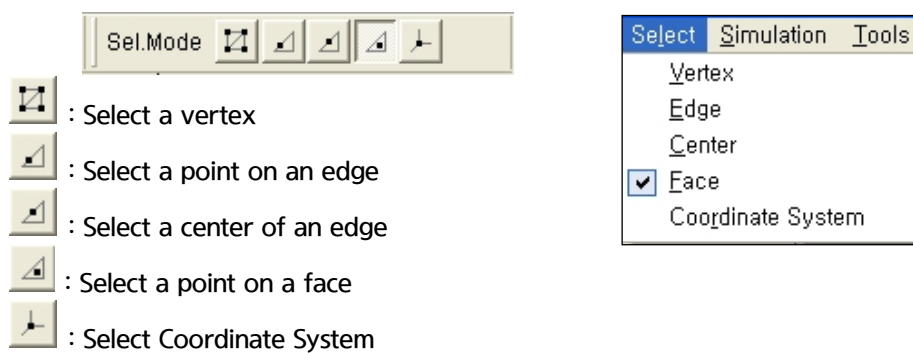 Sel.Mode
: Select a vertex
: Select a point on an edge
: Select a center of an edge
: Select a point on a face
: Select Coordinate System
Select Simulation Tools
Vertex
Edge
Center
Face
Coordinate System